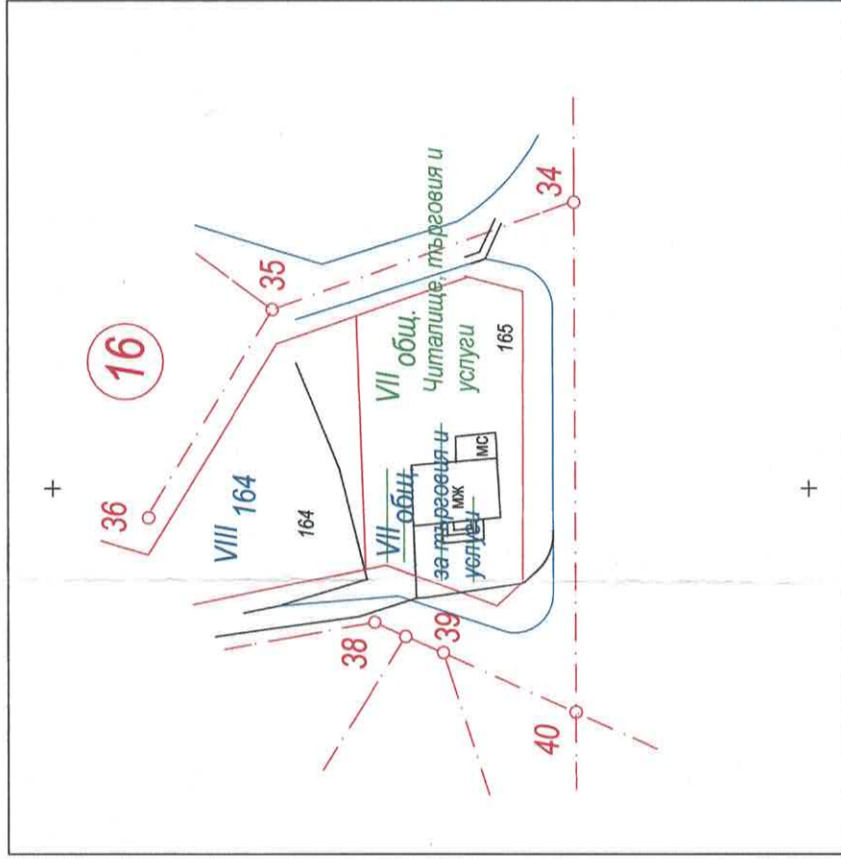 16
36
35
VIII 164
164
VII
общ.
Читалище, търговия и
услуги
165
34
VII
общ.
за търговия и
услуги
МЖ
МС
38
39
40